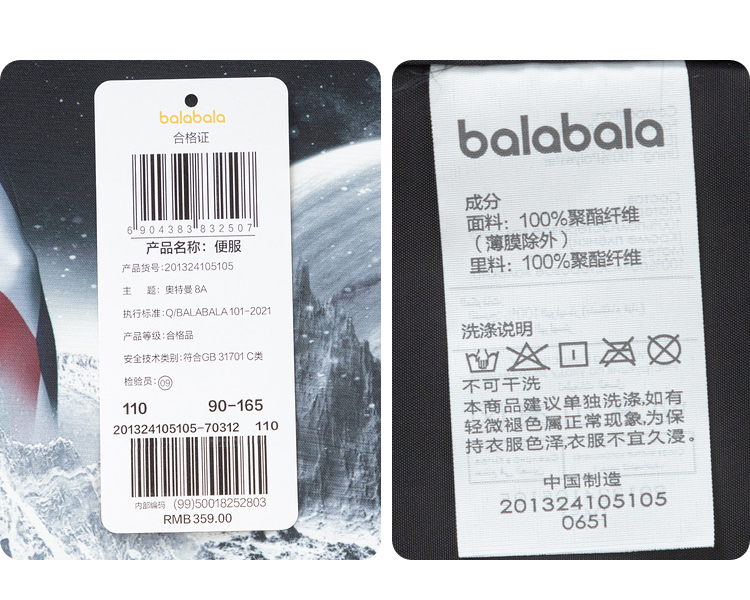 balabala
合格证
6 904383 832507
产品名称：便服
产品货号:201324105105
主 题: 奥特曼 8A
执行标准: Q/BALABALA 101-2021
产品等级:合格品
安全技术类别: 符合GB 31701 C类
检验员: 09
110 90-165
201324105105-70312 110
内部编码 (99)50018252803
RMB 359.00
balabala
成分
面料：100%聚酯纤维
（薄膜除外）
里料：100%聚酯纤维
洗涤说明
不可干洗
本商品建议单独洗涤,如有
轻微褪色属正常现象,为保
持衣服色泽,衣服不宜久浸。
中国制造
201324105105
0651